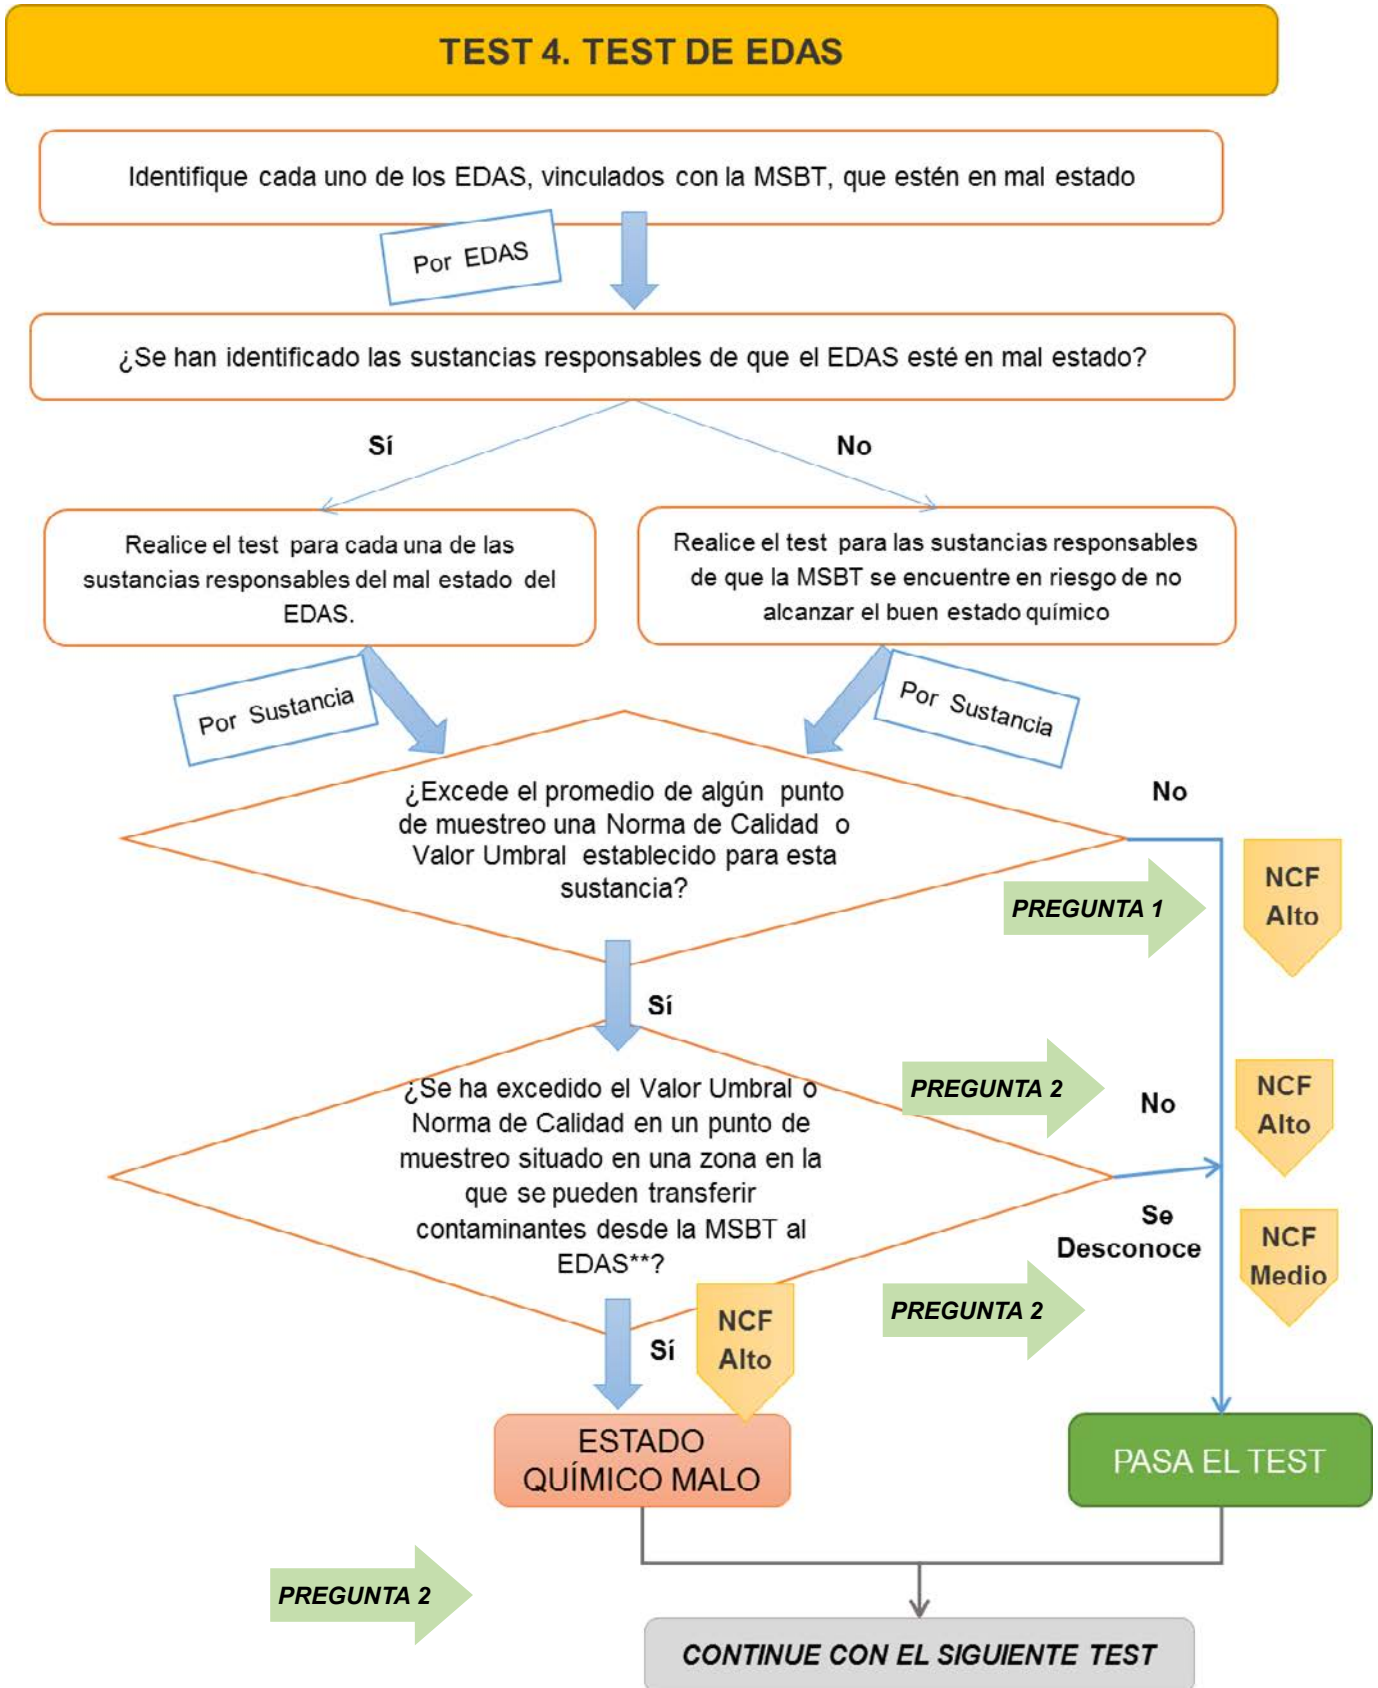 TEST 4. TEST DE EDAS
Identifique cada uno de los EDAS, vinculados con la MSBT, que estén en mal estado
Por EDAS
¿Se han identificado las sustancias responsables de que el EDAS esté en mal estado?
Sí
No
Realice el test para cada una de las
sustancias responsables del mal estado del
EDAS.
Realice el test para las sustancias responsables
de que la MSBT se encuentre en riesgo de no
alcanzar el buen estado químico
Por Sustancia
Por Sustancia
¿Excede el promedio de algún punto
de muestreo una Norma de Calidad o
Valor Umbral establecido para esta
sustancia?
No
PREGUNTA 1
NCF
Alto
Sí
¿Se ha excedido el Valor Umbral o
Norma de Calidad en un punto de
muestreo situado en una zona en la
que se pueden transferir
contaminantes desde la MSBT al
EDAS**?
PREGUNTA 2
No
NCF
Alto
Se
Desconoce
NCF
Medio
PREGUNTA 2
Sí
NCF
Alto
ESTADO
QUÍMICO MALO
PASA EL TEST
PREGUNTA 2
CONTINUE CON EL SIGUIENTE TEST